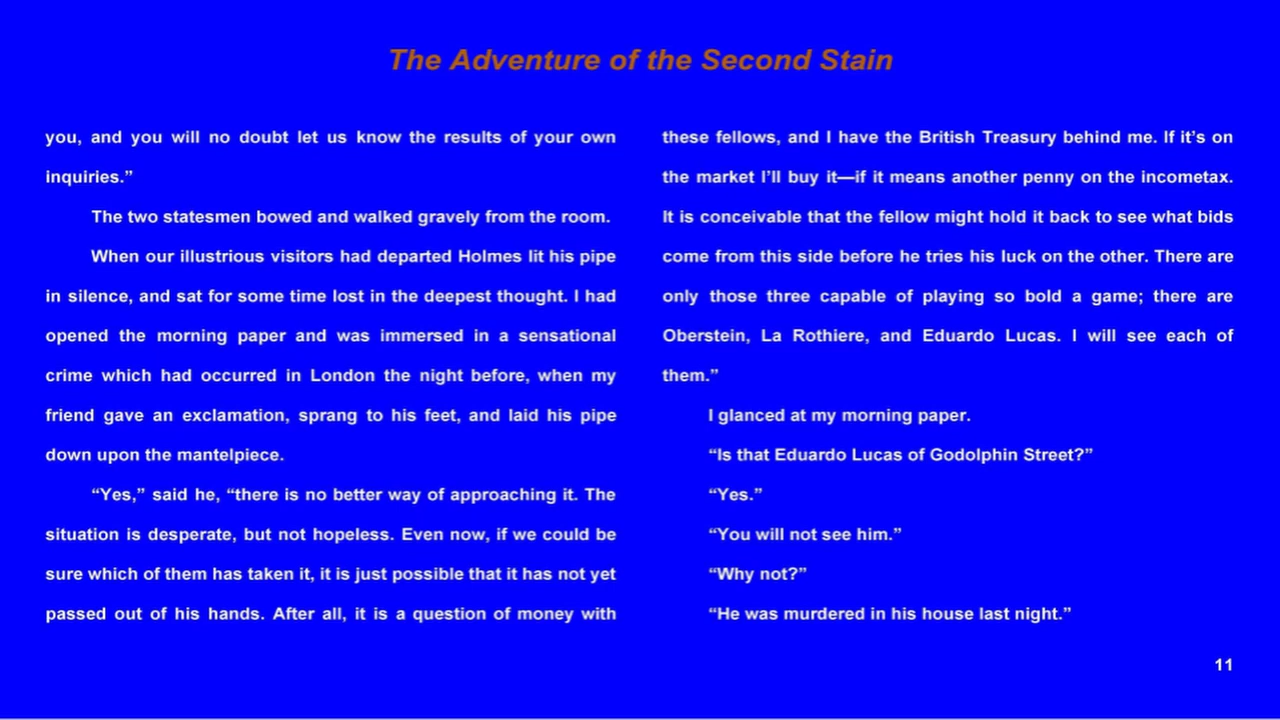 The Adventure of the Second Stain
you, and you will no doubt let us know the results of your own
inquiries.”
The two statesmen bowed and walked gravely from the room.
When our illustrious visitors had departed Holmes lit his pipe
in silence, and sat for some time lost in the deepest thought. I had
opened the morning paper and was immersed in a sensational
crime which had occurred in London the night before, when my
friend gave an exclamation, sprang to his feet, and laid his pipe
down upon the mantelpiece.
“Yes,” said he, “there is no better way of approaching it. The
situation is desperate, but not hopeless. Even now, if we could be
sure which of them has taken it, it is just possible that it has not yet
passed out of his hands. After all, it is a question of money with
these fellows, and I have the British Treasury behind me. If it’s on
the market I’ll buy it—if it means another penny on the incometax.
It is conceivable that the fellow might hold it back to see what bids
come from this side before he tries his luck on the other. There are
only those three capable of playing so bold a game; there are
Oberstein, La Rothiere, and Eduardo Lucas. I will see each of
them.”
I glanced at my morning paper.
“Is that Eduardo Lucas of Godolphin Street?”
“Yes.”
“You will not see him.”
“Why not?”
“He was murdered in his house last night.”
11